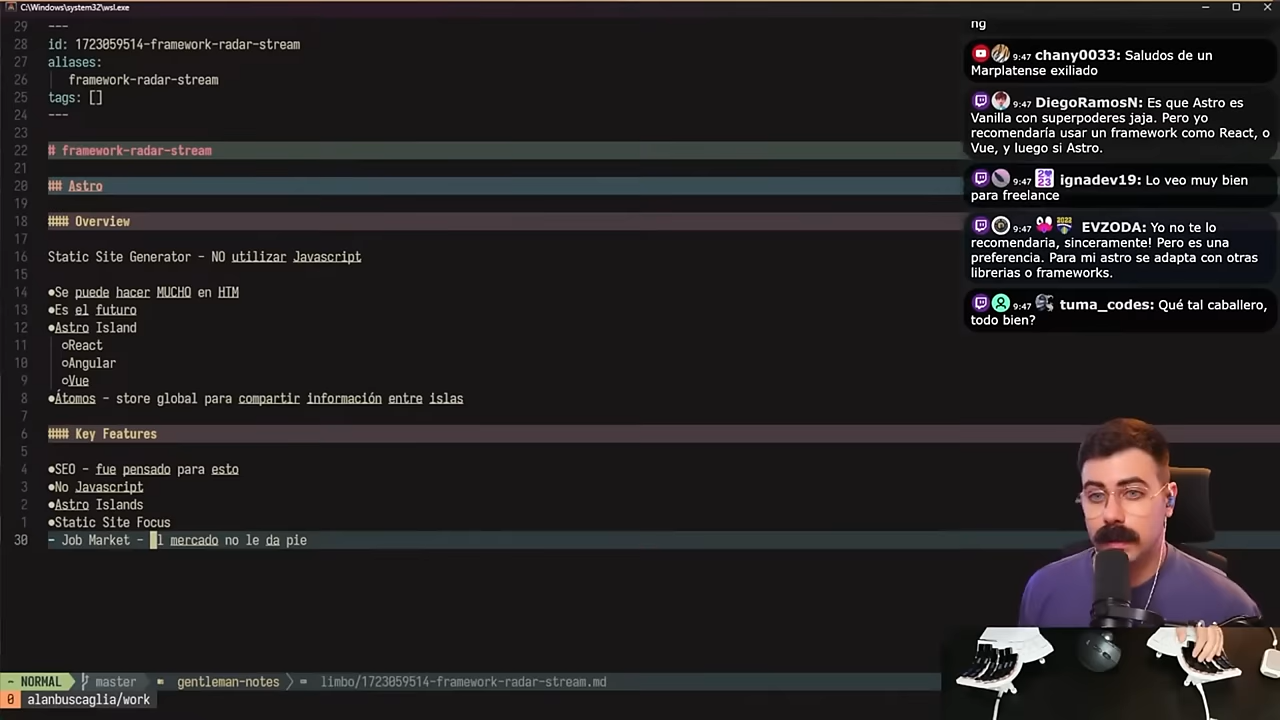 C:\Windows\system32\wsl.exe
29 ---
28 id: 1723059514-framework-radar-stream
27 aliases:
26 framework-radar-stream
25 tags: []
24 ---
23
22 # framework-radar-stream
21
20 ## Astro
19
18 ### Overview
17
16 Static Site Generator - NO utilizar Javascript
15
14 ●Se puede hacer MUCHO en HTM
13 ●Es el futuro
12 ●Astro Island
11 ○React
10 ○Angular
9 ○Vue
8 ●Átomos - store global para compartir información entre islas
7
6 ### Key Features
5
4 ●SEO - fue pensado para esto
3 ●No Javascript
2 ●Astro Islands
1 ●Static Site Focus
30 - Job Market - l mercado no le da pie
- NORMAL master gentleman-notes limbo/1723059514-framework-radar-stream.md
0 alanbuscaglia/work
ng
9:47 chany0033: Saludos de un
Marplatense exiliado
9:47 DiegoRamosN: Es que Astro es
Vanilla con superpoderes jaja. Pero yo
recomendaría usar un framework como React, o
Vue, y luego si Astro.
9:47 ignadev19: Lo veo muy bien
para freelance
9:47 2022 EVZODA: Yo no te lo
recomendaria, sinceramente! Pero es una
preferencia. Para mi astro se adapta con otras
librerias o frameworks.
9:47 tuma_codes: Qué tal caballero,
todo bien?